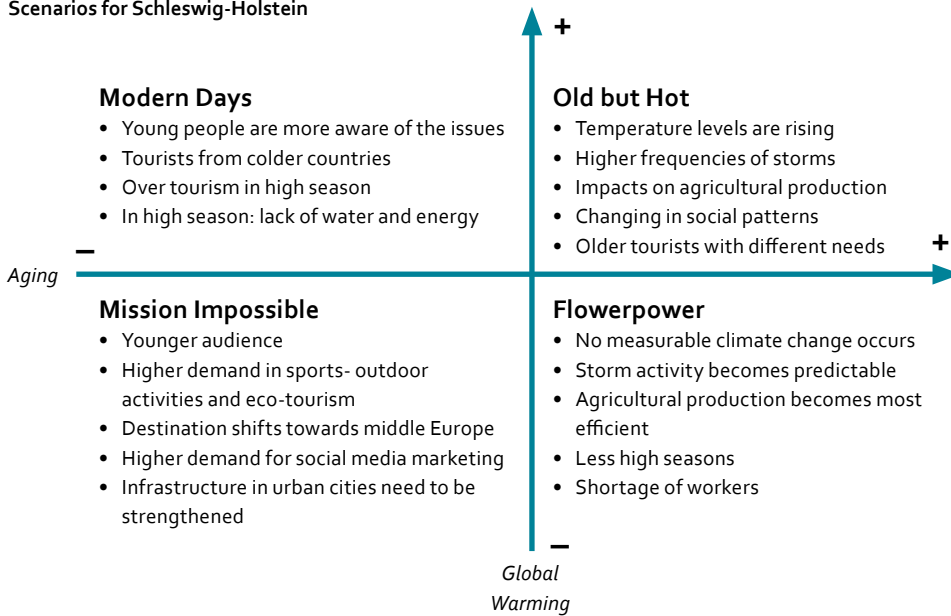 Scenarios for Schleswig-Holstein
+
Modern Days
• Young people are more aware of the issues
• Tourists from colder countries
• Over tourism in high season
• In high season: lack of water and energy
Old but Hot
• Temperature levels are rising
• Higher frequencies of storms
• Impacts on agricultural production
• Changing in social patterns
• Older tourists with different needs
–
+
Aging
Mission Impossible
• Younger audience
• Higher demand in sports- outdoor
activities and eco-tourism
• Destination shifts towards middle Europe
• Higher demand for social media marketing
• Infrastructure in urban cities need to be
strengthened
Flowerpower
• No measurable climate change occurs
• Storm activity becomes predictable
• Agricultural production becomes most
efficient
• Less high seasons
• Shortage of workers
–
Global
Warming